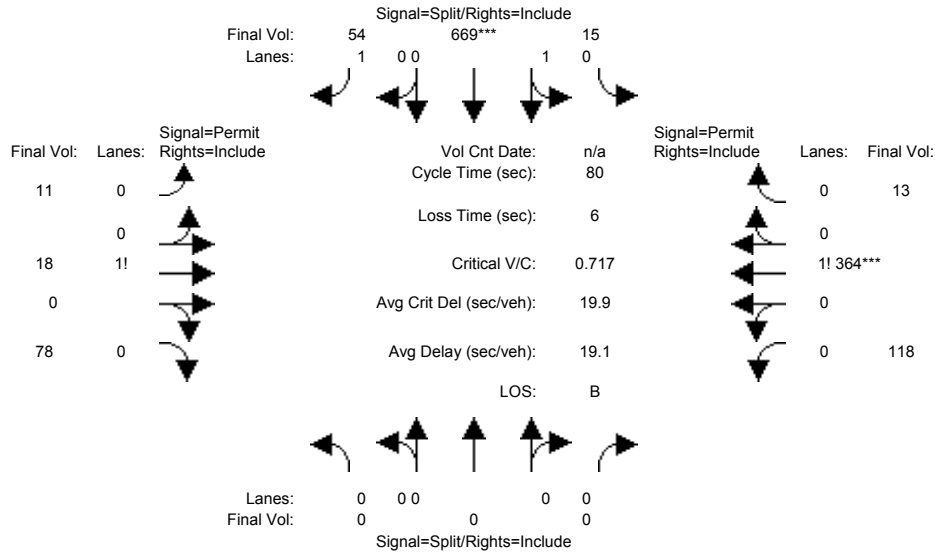 Signal=Split/Rights=Include
Final Vol: 54 669*** 15
Lanes: 1 0 0 1 0
Signal=Permit Signal=Permit
Final Vol: Lanes: Rights=Include Vol Cnt Date: n/a Rights=Include Lanes: Final Vol:
Cycle Time (sec): 80
11 0 0 13
Loss Time (sec): 6
0 0
18 1! Critical V/C: 0.717 1! 364***
0 0 Avg Crit Del (sec/veh): 19.9 0
78 0 Avg Delay (sec/veh): 19.1 0 118
LOS: B
Lanes: 0 0 0 0 0
Final Vol: 0 0 0
Signal=Split/Rights=Include